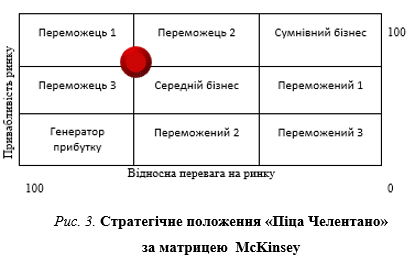 Привабливість ринку
Переможець 1 Переможець 2 Сумнівний бізнес 100
Переможець 3 Середній бізнес Переможений 1
Генератор прибутку Переможений 2 Переможений 3
Відносна перевага на ринку
100 0
Рис. 3. Стратегічне положення «Піца Челентано»
за матрицею McKinsey